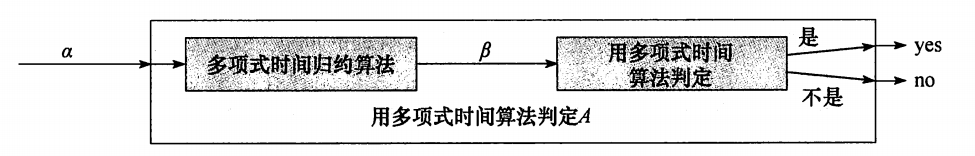 α
多项式时间归约算法
β
用多项式时间
算法判定
是
yes
不是
no
用多项式时间算法判定A